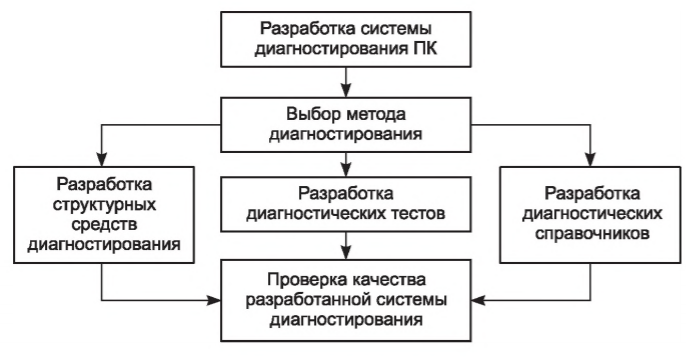 Разработка системы
диагностирования ПК
Выбор метода
диагностирования
Разработка
структурных
средств
диагностирования
Разработка
диагностических тестов
Разработка
диагностических
справочников
Проверка качества
разработанной системы
диагностирования